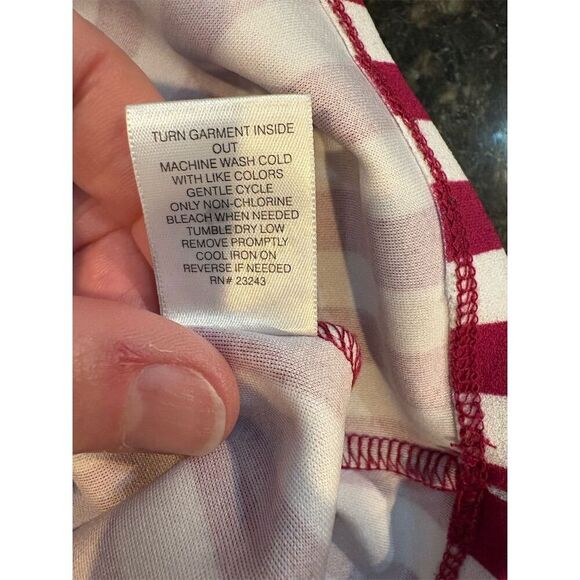 TURN GARMENT INSIDE
OUT
MACHINE WASH COLD
WITH LIKE COLORS
GENTLE CYCLE
ONLY NON-CHLORINE
BLEACH WHEN NEEDED
TUMBLE DRY LOW
REMOVE PROMPTLY
COOL IRON ON
REVERSE IF NEEDED
RN# 23243